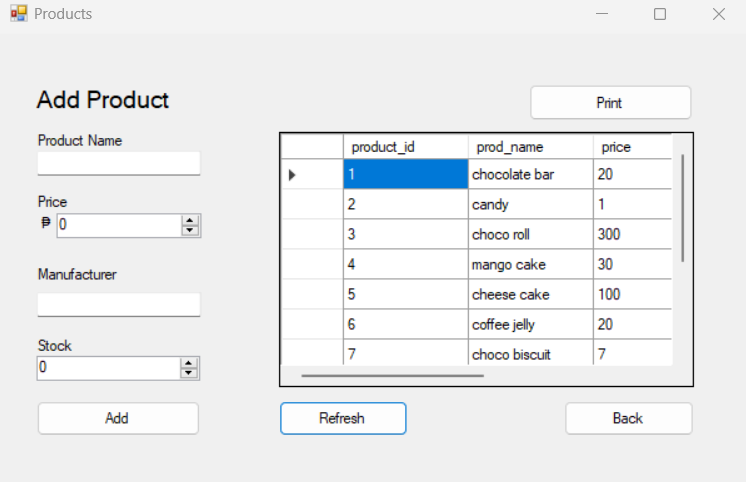 Products
Add Product
Print
Product Name
Price
₱ 0
Manufacturer
Stock
0
Add
product_id prod_name price
1 chocolate bar 20
2 candy 1
3 choco roll 300
4 mango cake 30
5 cheese cake 100
6 coffee jelly 20
7 choco biscuit 7
Refresh
Back